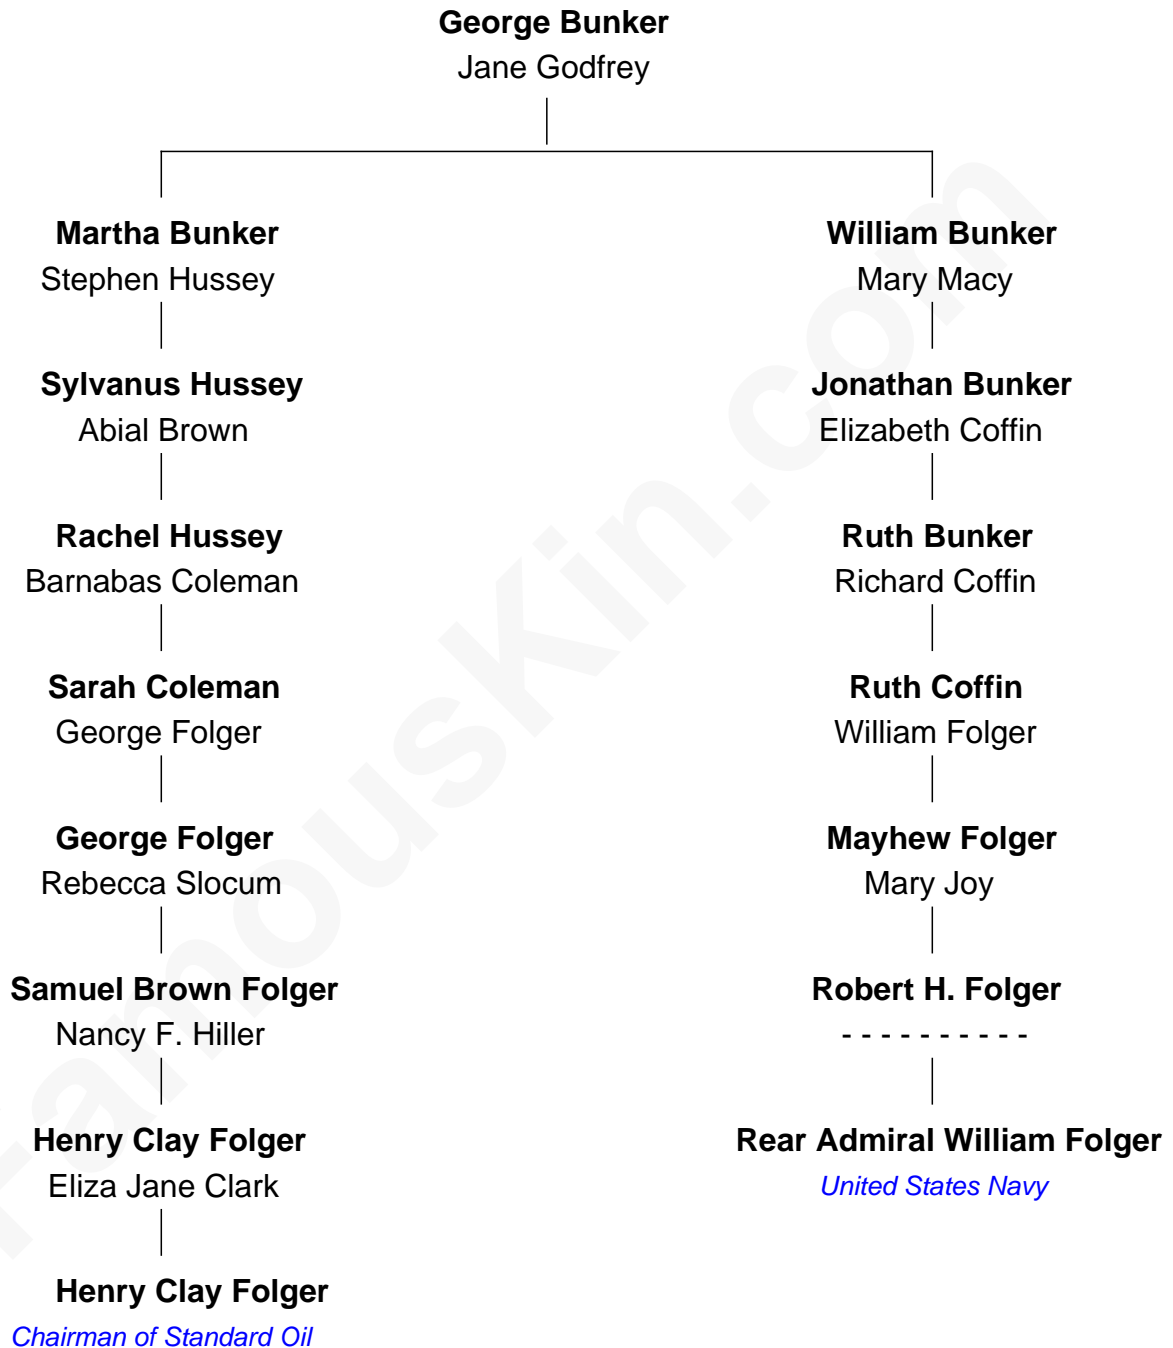 George Bunker
Jane Godfrey
Martha Bunker
Stephen Hussey
Sylvanus Hussey
Abial Brown
Rachel Hussey
Barnabas Coleman
Sarah Coleman
George Folger
George Folger
Rebecca Slocum
Samuel Brown Folger
Nancy F. Hiller
Henry Clay Folger
Eliza Jane Clark
Henry Clay Folger
Chairman of Standard Oil
William Bunker
Mary Macy
Jonathan Bunker
Elizabeth Coffin
Ruth Bunker
Richard Coffin
Ruth Coffin
William Folger
Mayhew Folger
Mary Joy
Robert H. Folger
- - - - - - - - - -
Rear Admiral William Folger
United States Navy
FamousKin.com